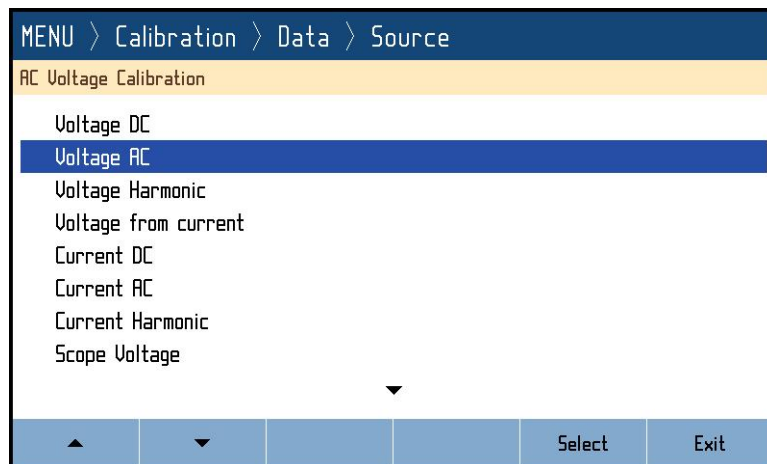 MENU 〉 Calibration 〉 Data 〉 Source
AC Voltage Calibration
Voltage DC
Voltage AC
Voltage Harmonic
Voltage from current
Current DC
Current AC
Current Harmonic
Scope Voltage
Select Exit